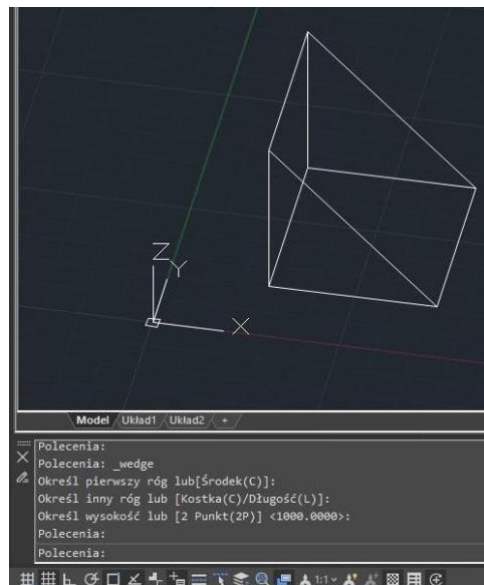 Z
Y
X
Model Układ1 Układ2 +
Polecenia:
Polecenia: _wedge
Określ pierwszy róg lub[Środek(C)]:
Określ inny róg lub [Kostka(C)/Długość(L)]:
Określ wysokość lub [2 Punkt(2P)] <1000.0000>:
Polecenia:
Polecenia:
1:1